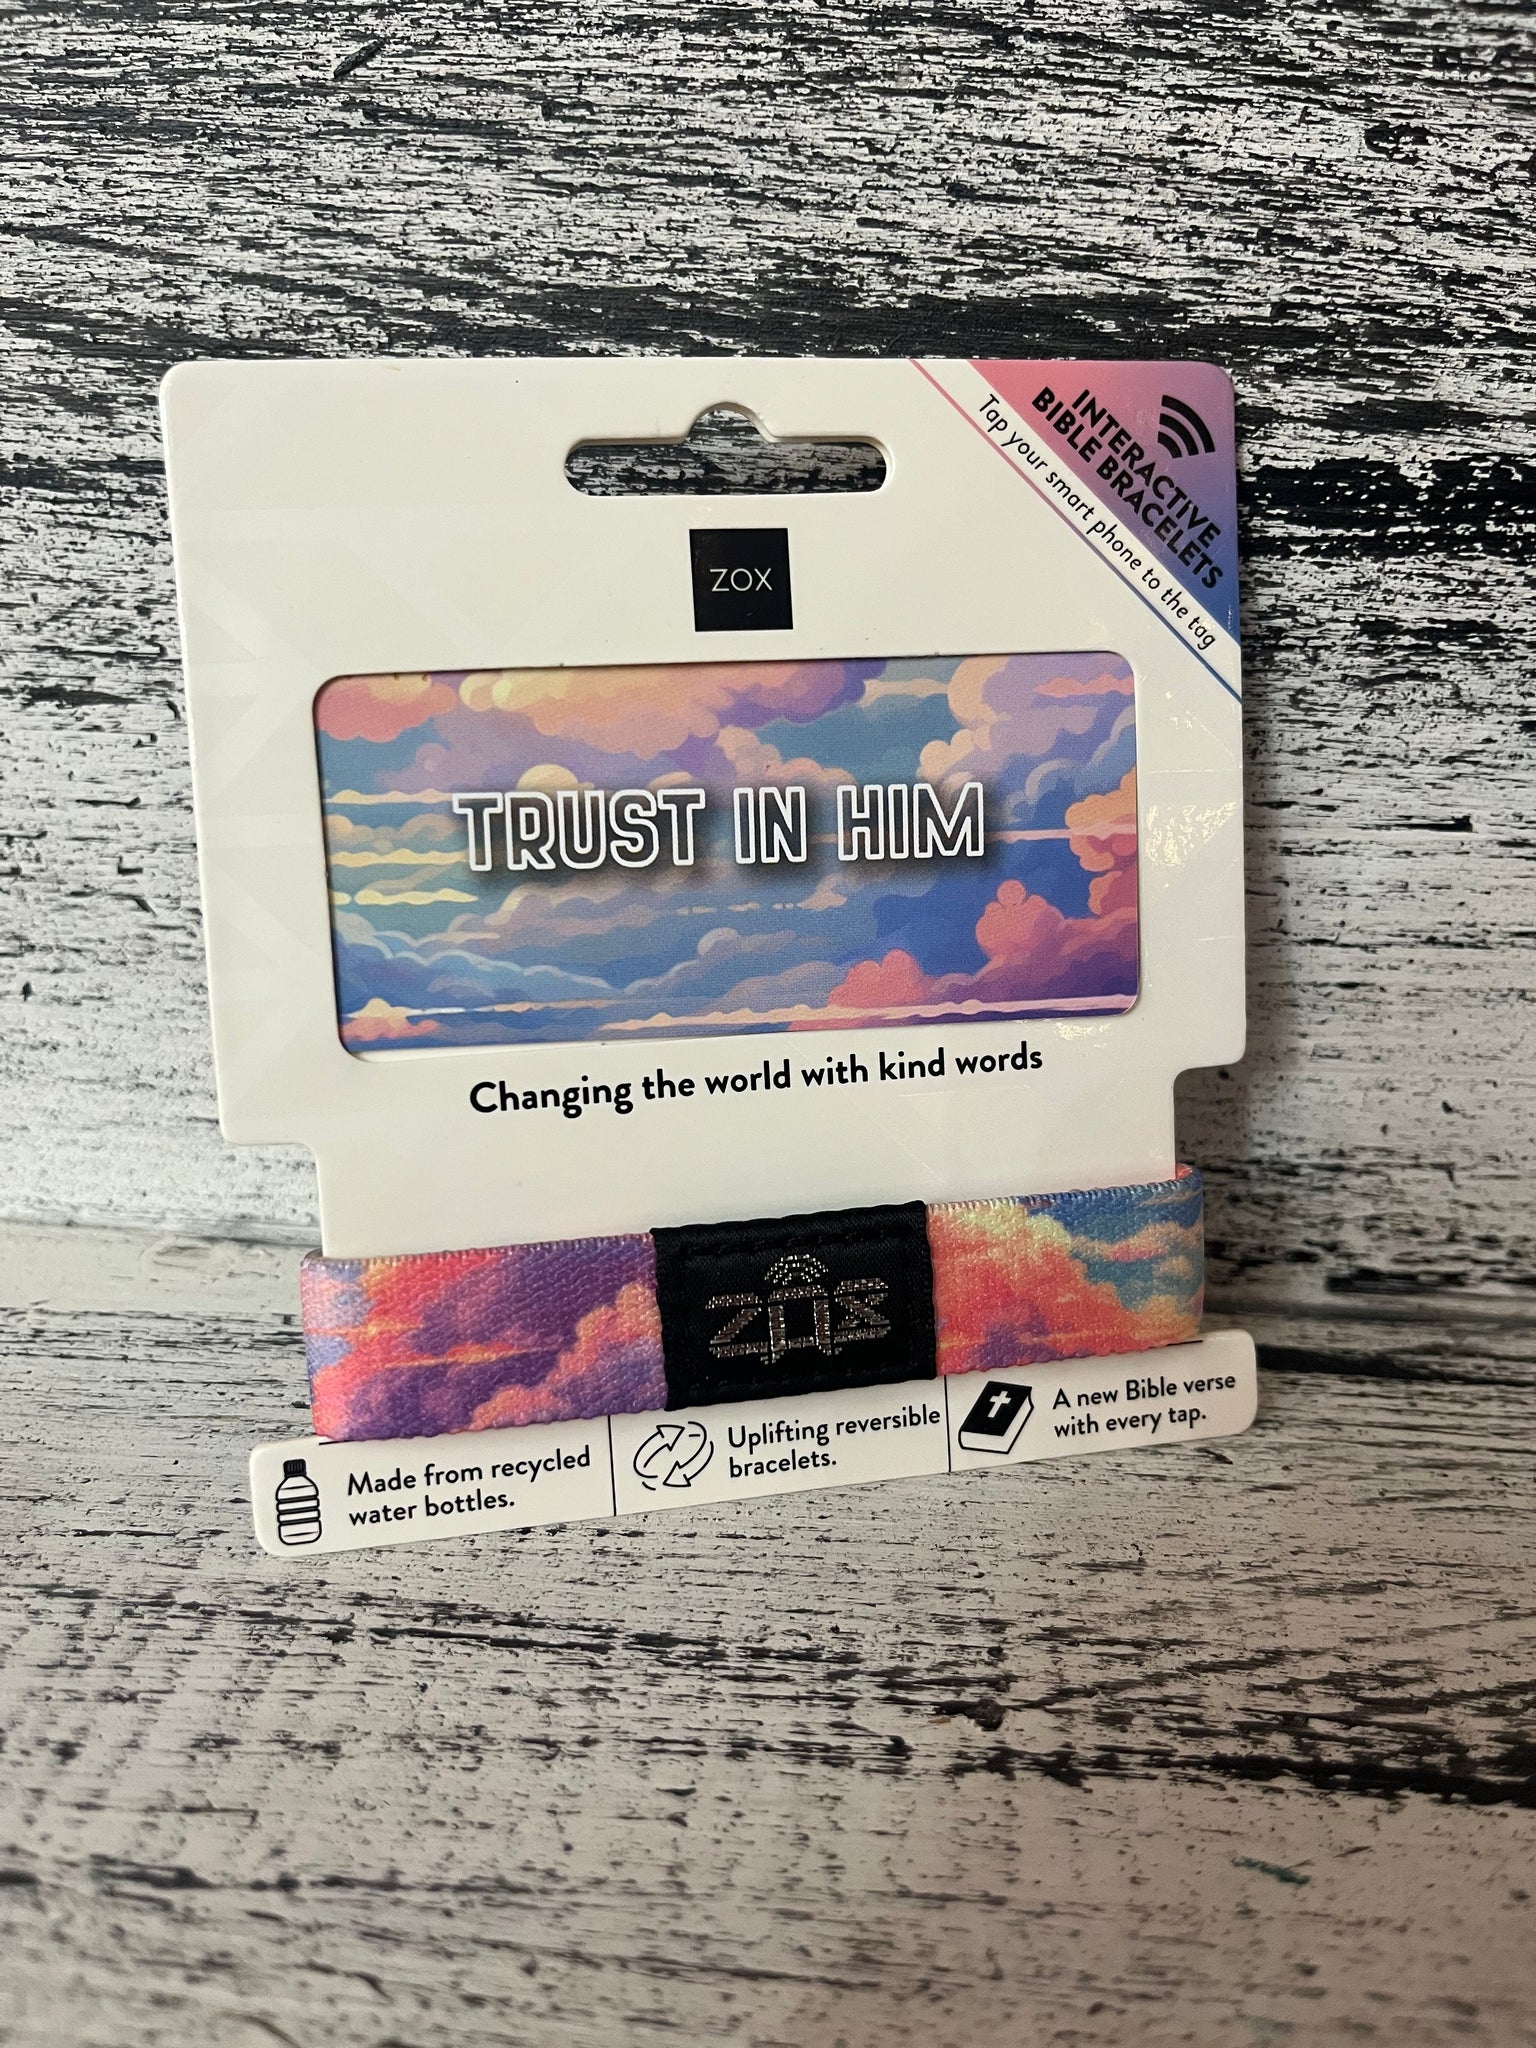 INTERACTIVE
BIBLE BRACELETS
Tap your smart phone to the tag
ZOX
TRUST IN HIM
Changing the world with kind words
ZOX
Made from recycled
water bottles.
Uplifting reversible
bracelets.
A new Bible verse
with every tap.